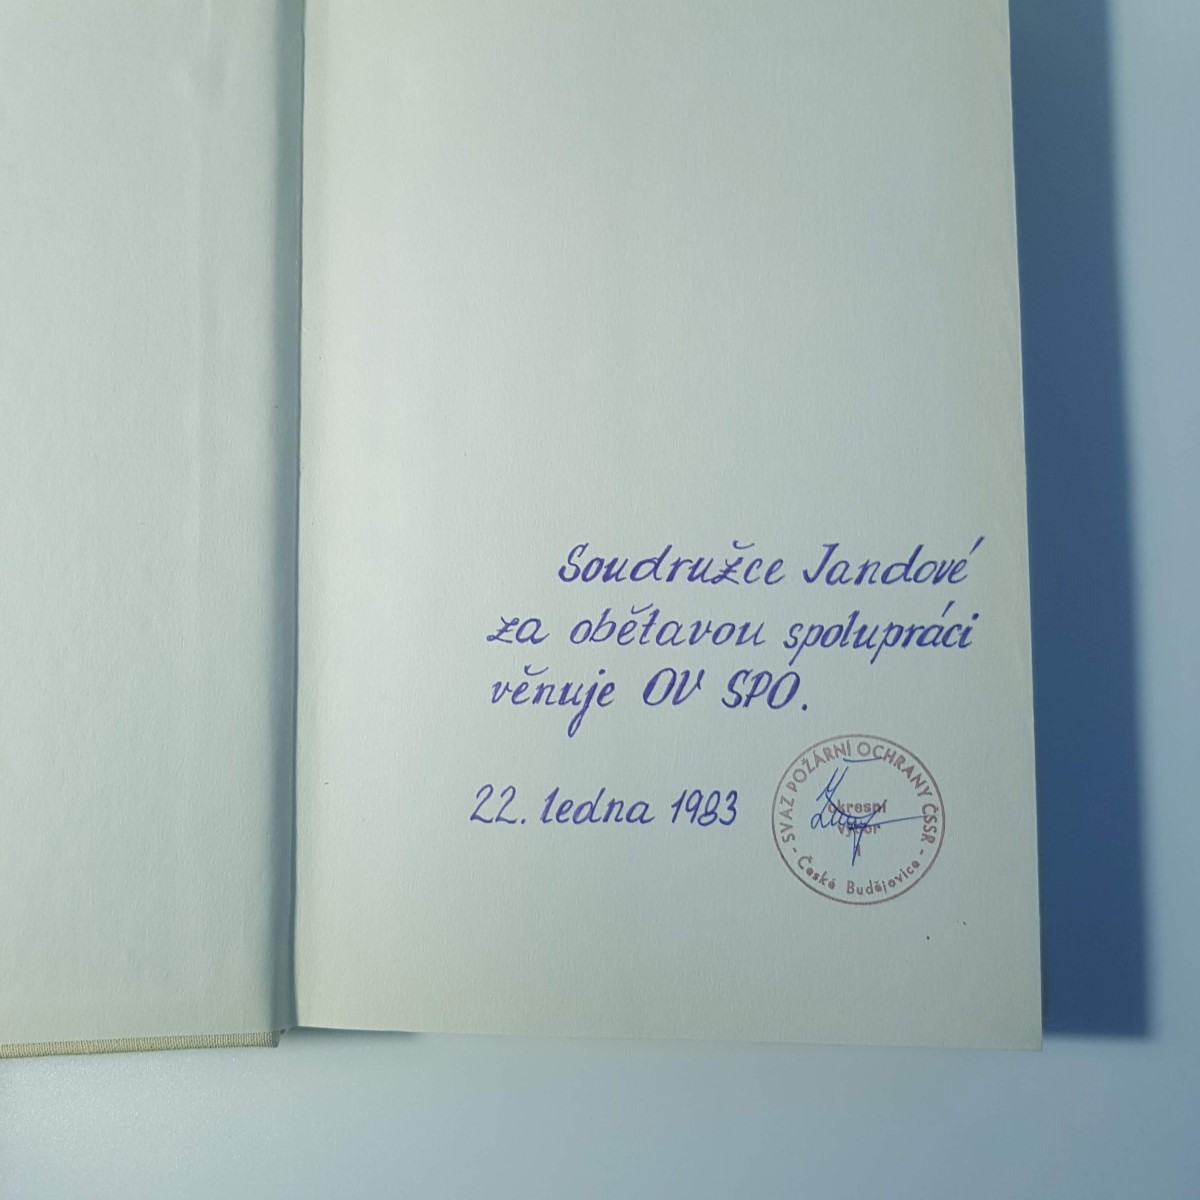 Soudružce Jandové
za obětavou spolupráci
věnuje OV SPO.
22. ledna 1983
SVAZ POŽÁRNÍ OCHRANY ČSSR
okresní
výbor
- České Budějovice -